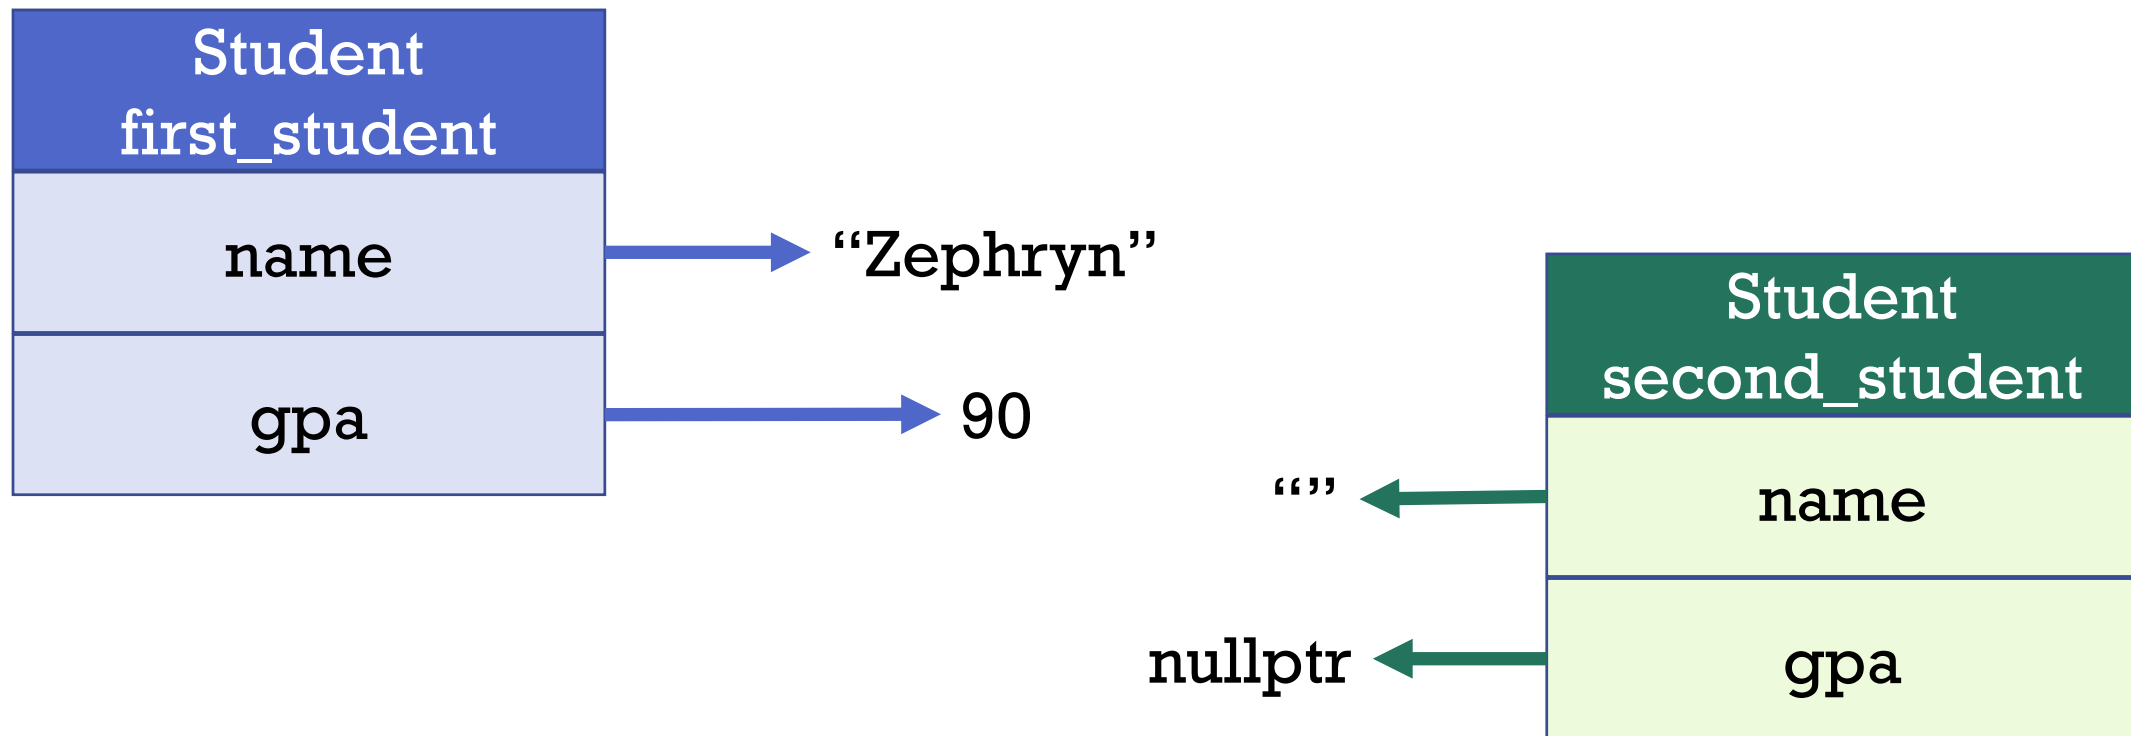 Student
first_student
name
“Zephryn”
gpa
90
Student
second_student
name
“”
gpa
nullptr